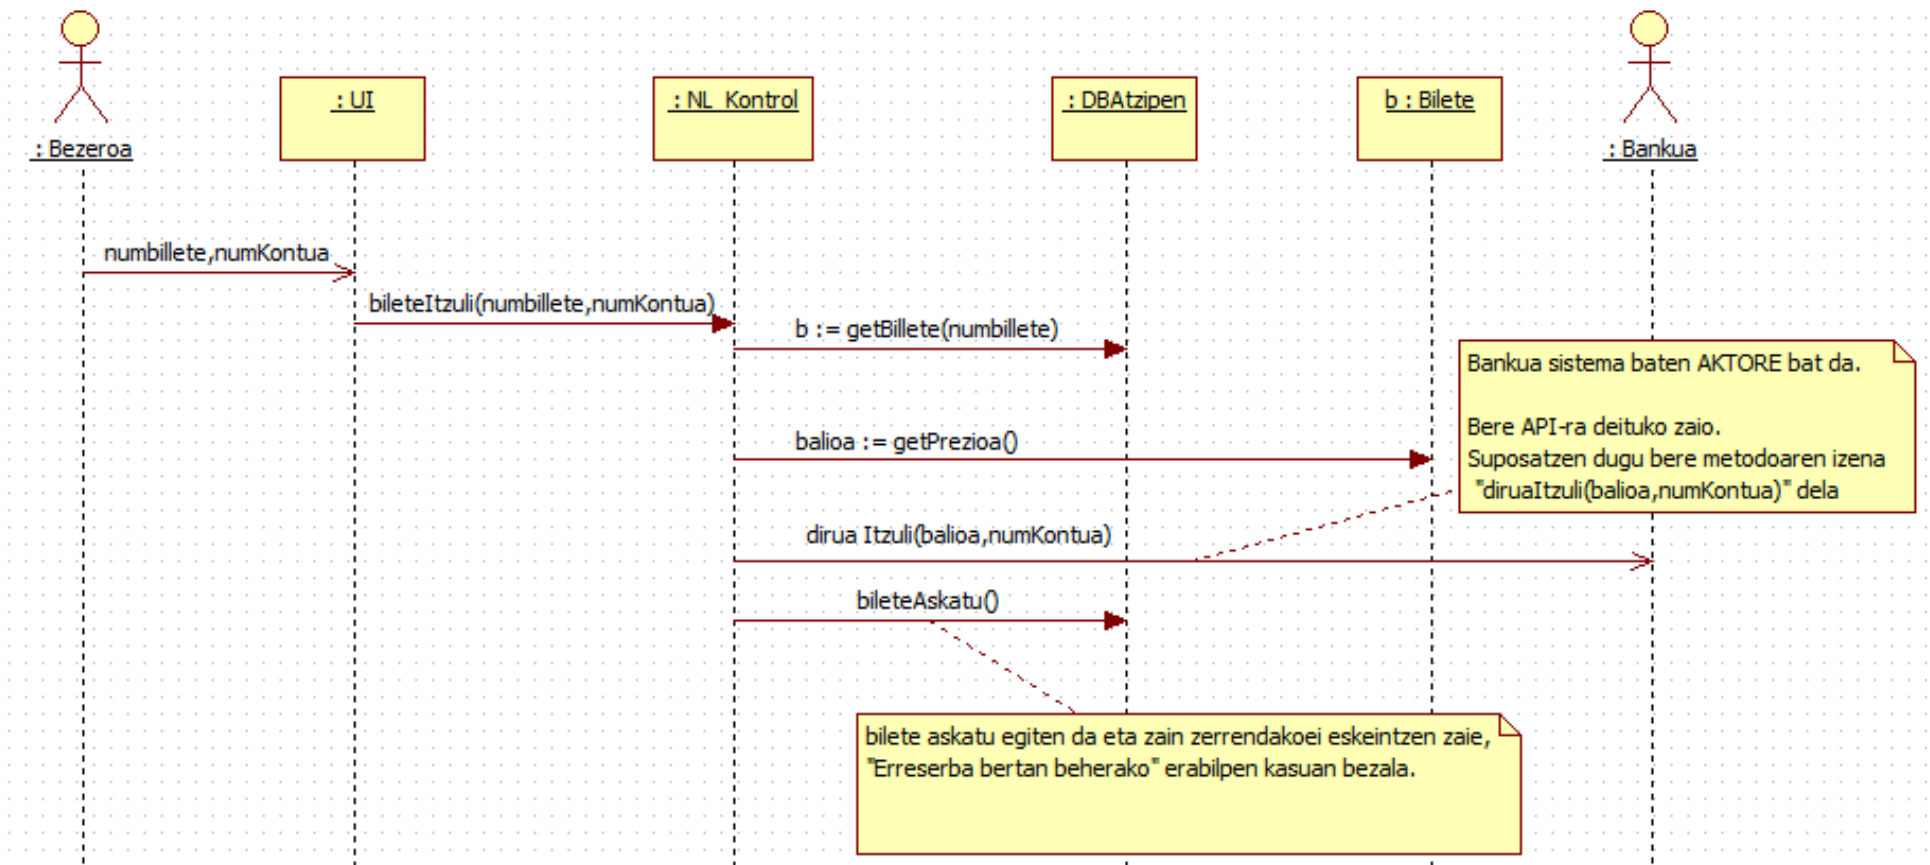 : UI
: NL_Kontrol
: DBAtzipen
b : Bilete
: Bezeroa
: Bankua
numbillete,numKontua
bileteItzuli(numbillete,numKontua)
b := getBillete(numbillete)
Bankua sistema baten AKTORE bat da.
Bere API-ra deituko zaio.
Suposatzen dugu bere metodoaren izena
"diruaItzuli(balioa,numKontua)" dela
balioa := getPrezioa()
dirua Itzuli(balioa,numKontua)
bileteAskatu()
bilete askatu egiten da eta zain zerrendakoei eskeintzen zaie,
"Erreserba bertan beherako" erabilpen kasuan bezala.